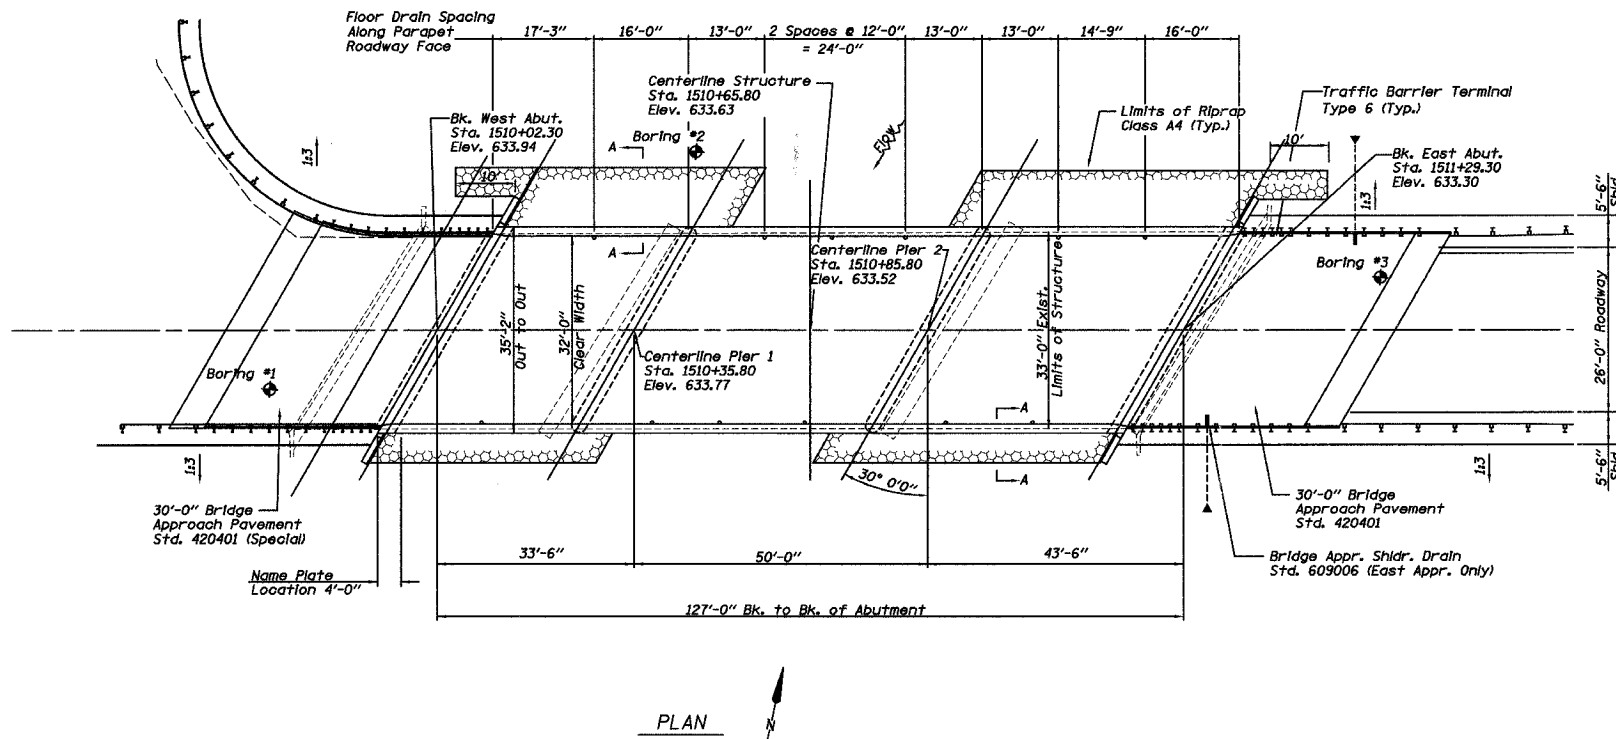 Floor Drain Spacing
Along Parapet
Roadway Face
17'-3"
16'-0"
13'-0"
2 Spaces @ 12'-0"
= 24'-0"
13'-0"
13'-0"
14'-9"
16'-0"
Centerline Structure
Sta. 1510+65.80
Elev. 633.63
Boring #2
Bk. West Abut.
Sta. 1510+02.30
Elev. 633.94
A
A
1:3
10'
Flow
Limits of Riprap
Class A4 (Typ.)
Traffic Barrier Terminal
Type 6 (Typ.)
10'
Bk. East Abut.
Sta. 1511+29.30
Elev. 633.30
1:3
5'-6"
Shld.
Boring #3
26'-0" Roadway
Centerline Pier 2
Sta. 1510+85.80
Elev. 633.52
35'-2"
Out to Out
32'-0"
Clear Width
33'-0" Exist.
Limits of Structure
Centerline Pier 1
Sta. 1510+35.80
Elev. 633.77
Boring #1
A
A
1:3
30° 0'0"
1:3
5'-6"
Shld.
30'-0" Bridge
Approach Pavement
Std. 420401 (Special)
30'-0" Bridge
Approach Pavement
Std. 420401
Bridge Appr. Shldr. Drain
Std. 609006 (East Appr. Only)
Name Plate
Location 4'-0"
33'-6"
50'-0"
43'-6"
127'-0" Bk. to Bk. of Abutment
PLAN
N